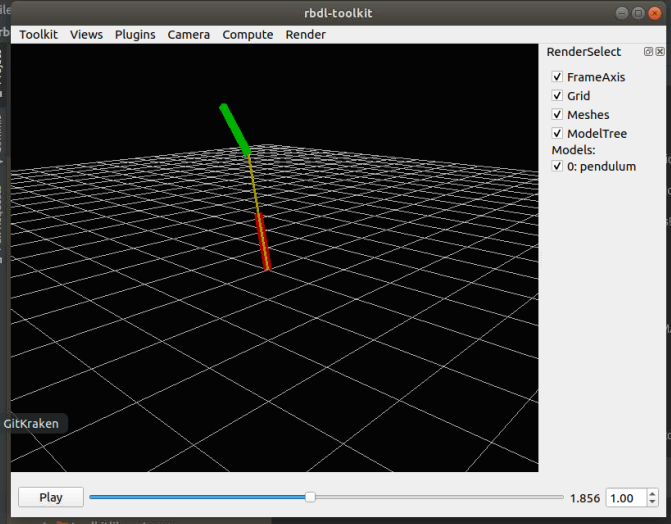 rbdl-toolkit
Toolkit Views Plugins Camera Compute Render
RenderSelect
FrameAxis
Grid
Meshes
ModelTree
Models:
0: pendulum
GitKraken
Play 1.856 1.00